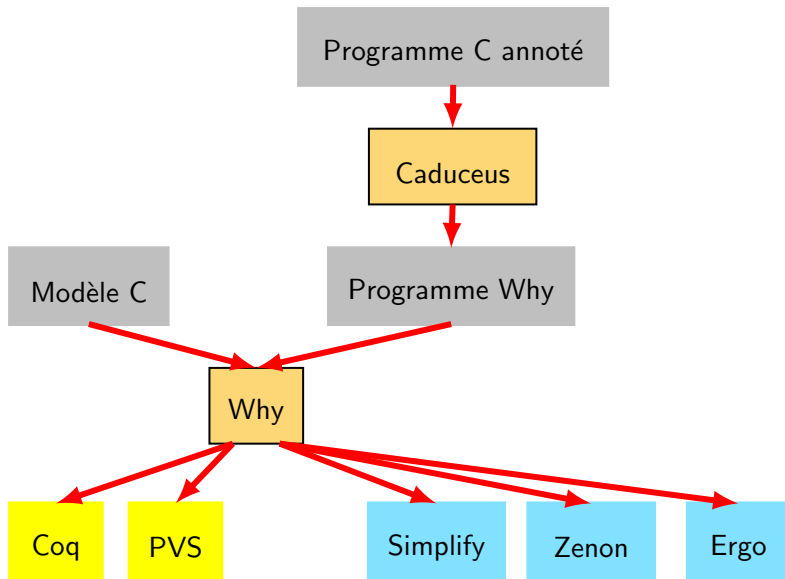 Programme C annoté
Caduceus
Modèle C
Programme Why
Why
Coq
PVS
Simplify
Zenon
Ergo